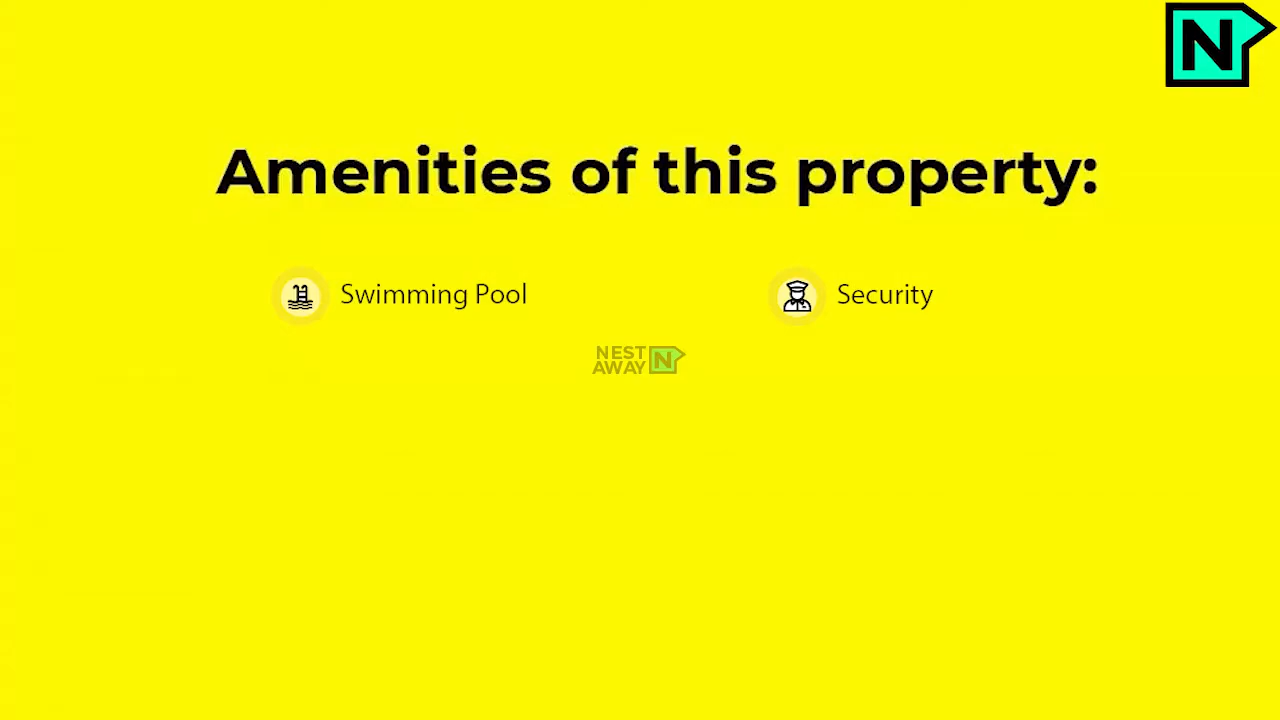 N
Amenities of this property:
Swimming Pool
Security
NEST
AWAY N